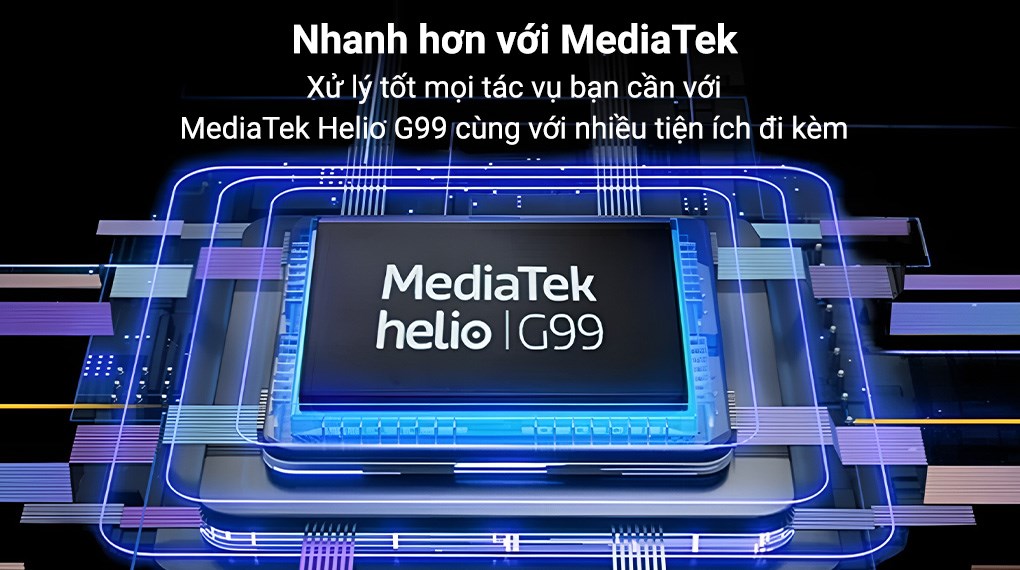 Nhanh hơn với MediaTek
Xử lý tốt mọi tác vụ bạn cần với
MediaTek Helio G99 cùng với nhiều tiện ích đi kèm
MediaTek
helio | G99